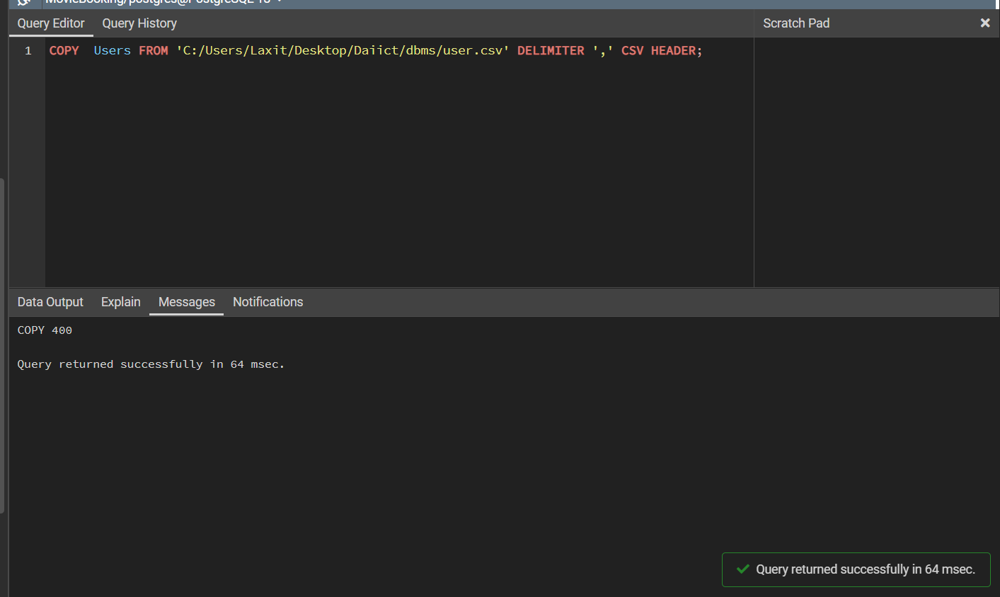 MovieBooking/postgres@PostgreSQL 13
Query Editor Query History Scratch Pad
1 COPY  Users FROM 'C:/Users/Laxit/Desktop/Daiict/dbms/user.csv' DELIMITER ',' CSV HEADER;
Data Output Explain Messages Notifications
COPY 400
Query returned successfully in 64 msec.
Query returned successfully in 64 msec.